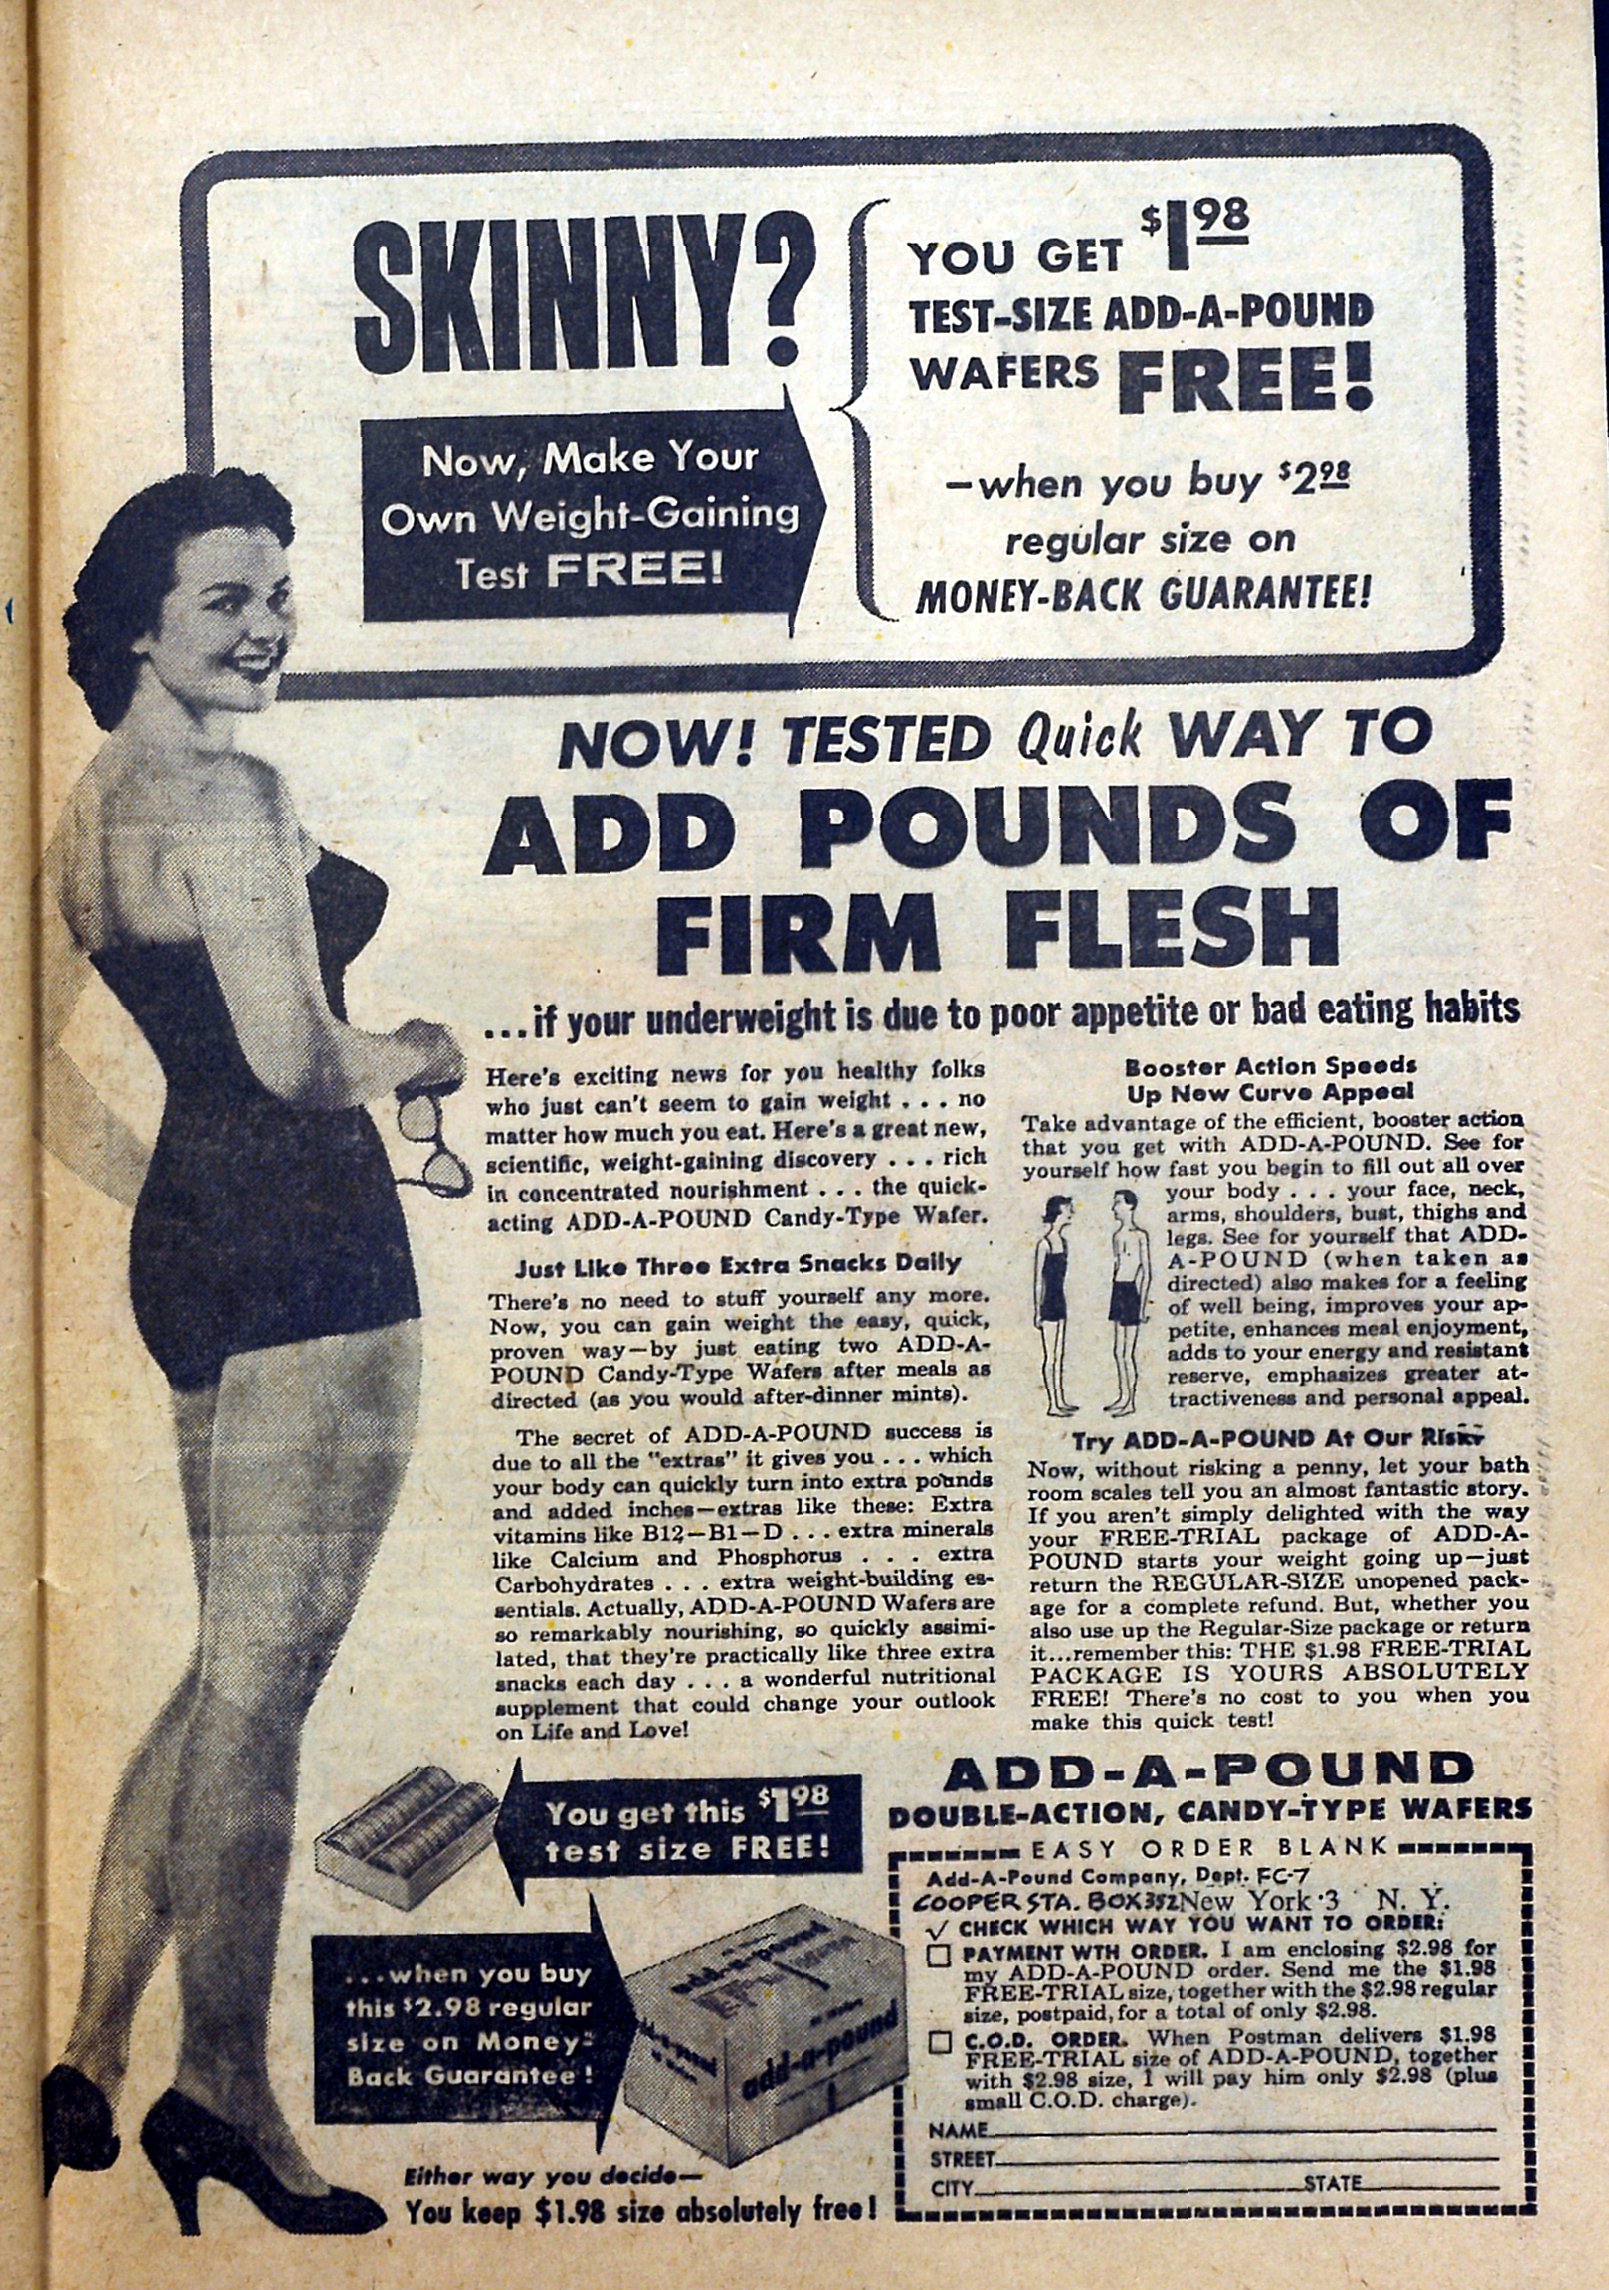 SKINNY?
Now, Make Your
Own Weight-Gaining
Test FREE!
YOU GET $1.98
TEST-SIZE ADD-A-POUND
WAFERS FREE!
—when you buy $2.98
regular size on
MONEY-BACK GUARANTEE!
NOW! TESTED Quick WAY TO
ADD POUNDS OF
FIRM FLESH
...if your underweight is due to poor appetite or bad eating habits
Here's exciting news for you healthy folks
who just can't seem to gain weight . . . no
matter how much you eat. Here's a great new,
scientific, weight-gaining discovery . . . rich
in concentrated nourishment . . . the quick-
acting ADD-A-POUND Candy-Type Wafer.
Just Like Three Extra Snacks Daily
There's no need to stuff yourself any more.
Now, you can gain weight the easy, quick,
proven way—by just eating two ADD-A-
POUND Candy-Type Wafers after meals as
directed (as you would after-dinner mints).
The secret of ADD-A-POUND success is
due to all the "extras" it gives you . . . which
your body can quickly turn into extra pounds
and added inches—extras like these: Extra
vitamins like B12—B1—D . . . extra minerals
like Calcium and Phosphorus . . . extra
Carbohydrates . . . extra weight-building es-
sentials. Actually, ADD-A-POUND Wafers are
so remarkably nourishing, so quickly assimi-
lated, that they're practically like three extra
snacks each day . . . a wonderful nutritional
supplement that could change your outlook
on Life and Love!
Booster Action Speeds
Up New Curve Appeal
Take advantage of the efficient, booster action
that you get with ADD-A-POUND. See for
yourself how fast you begin to fill out all over
your body . . . your face, neck,
arms, shoulders, bust, thighs and
legs. See for yourself that ADD-
A-POUND (when taken as
directed) also makes for a feeling
of well being, improves your ap-
petite, enhances meal enjoyment,
adds to your energy and resistant
reserve, emphasizes greater at-
tractiveness and personal appeal.
Try ADD-A-POUND At Our Risk
Now, without risking a penny, let your bath
room scales tell you an almost fantastic story.
If you aren't simply delighted with the way
your FREE-TRIAL package of ADD-A-
POUND starts your weight going up—just
return the REGULAR-SIZE unopened pack-
age for a complete refund. But, whether you
also use up the Regular-Size package or return
it...remember this: THE $1.98 FREE-TRIAL
PACKAGE IS YOURS ABSOLUTELY
FREE! There's no cost to you when you
make this quick test!
You get this $1.98
test size FREE!
...when you buy
this $2.98 regular
size on Money-
Back Guarantee!
add-a-pound
add-a-pound
Either way you decide—
You keep $1.98 size absolutely free!
ADD-A-POUND
DOUBLE-ACTION, CANDY-TYPE WAFERS
EASY ORDER BLANK
Add-A-Pound Company, Dept. FC-7
COOPER STA. BOX 352 New York 3 N. Y.
√ CHECK WHICH WAY YOU WANT TO ORDER:
□ PAYMENT WTH ORDER. I am enclosing $2.98 for
my ADD-A-POUND order. Send me the $1.98
FREE-TRIAL size, together with the $2.98 regular
size, postpaid, for a total of only $2.98.
□ C.O.D. ORDER. When Postman delivers $1.98
FREE-TRIAL size of ADD-A-POUND, together
with $2.98 size, I will pay him only $2.98 (plus
small C.O.D. charge).
NAME
STREET
CITY STATE